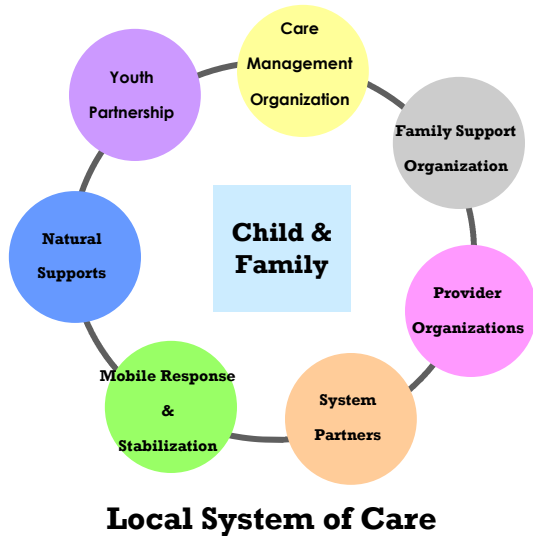 Care
Management
Organization
Youth
Partnership
Family Support
Organization
Child &
Family
Natural
Supports
Provider
Organizations
Mobile Response
&
Stabilization
System
Partners
Local System of Care